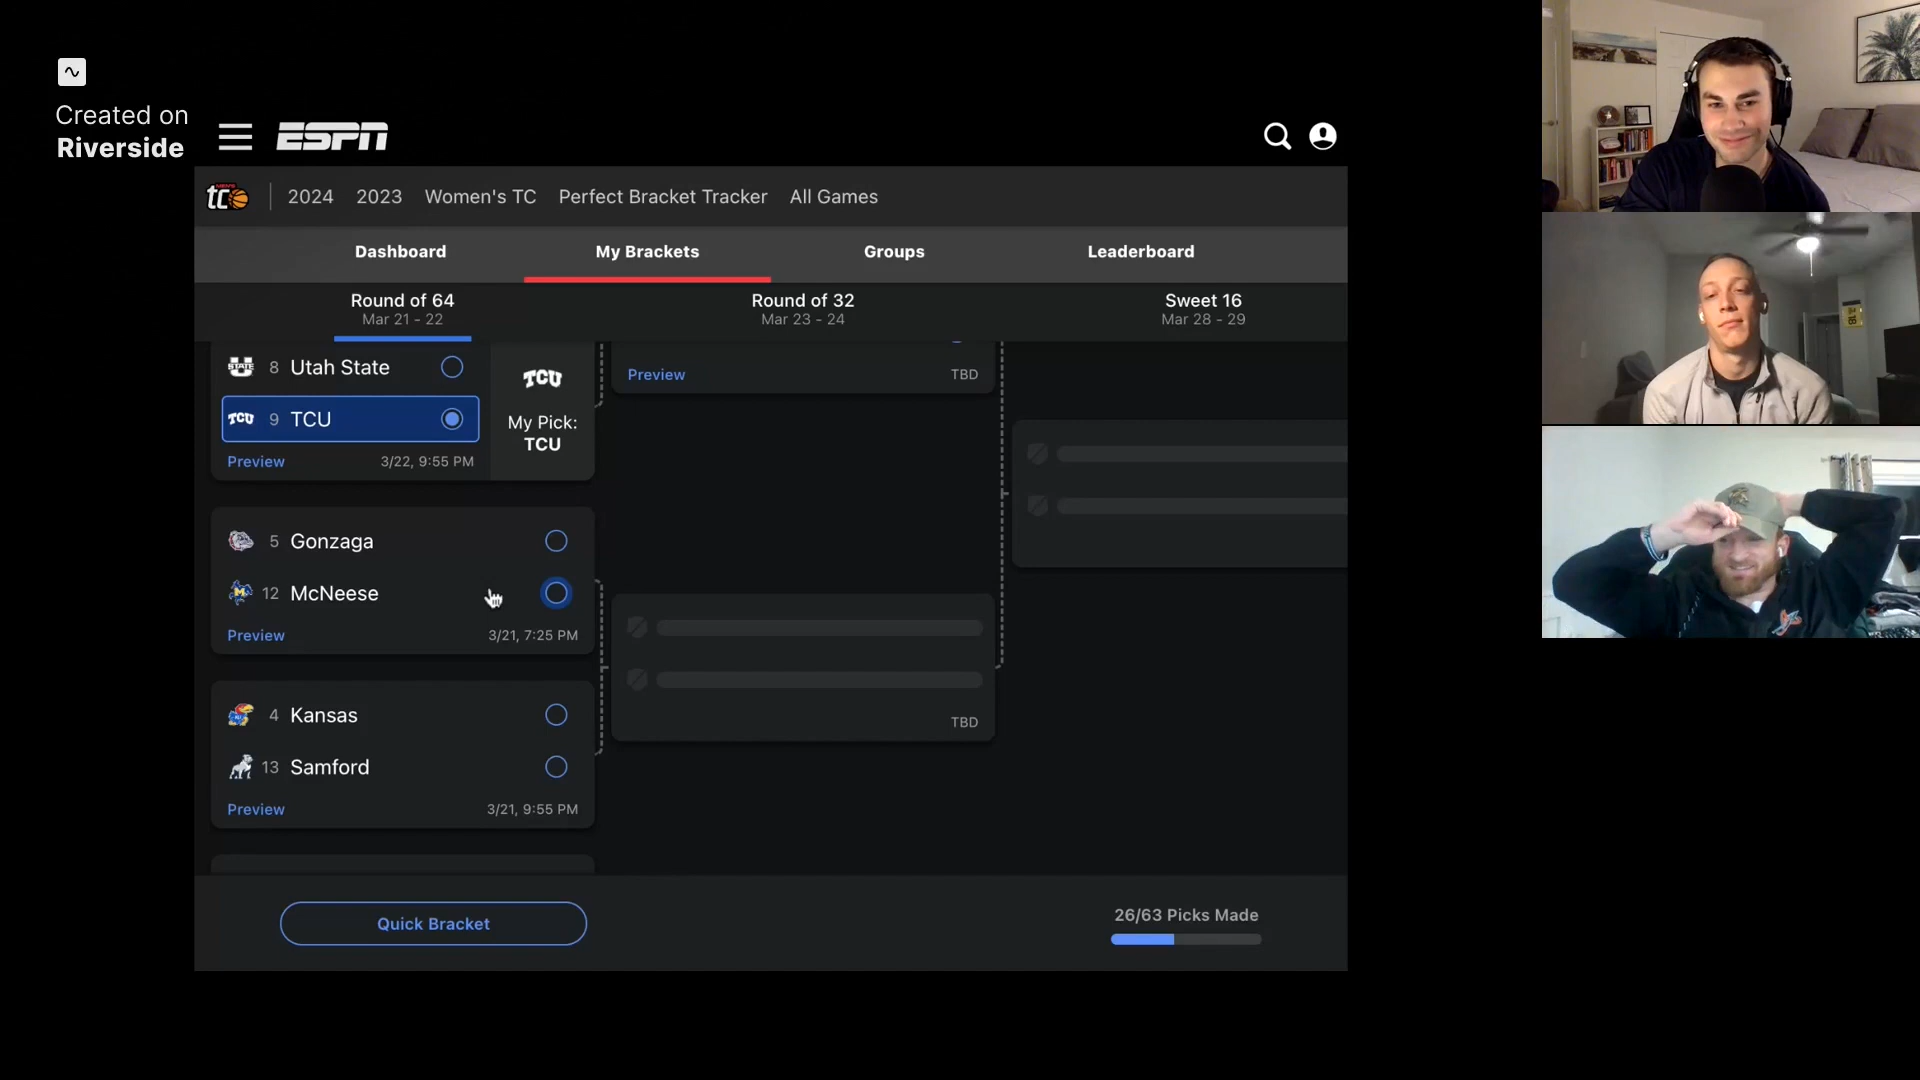 Created on
Riverside
ESPN
MEN'S
tc
2024 2023 Women's TC Perfect Bracket Tracker All Games
Dashboard My Brackets Groups Leaderboard
Round of 64 Round of 32 Sweet 16
Mar 21 - 22 Mar 23 - 24 Mar 28 - 29
STATE 8 Utah State
TCU 9 TCU
Preview 3/22, 9:55 PM
TCU
My Pick:
TCU
Preview TBD
5 Gonzaga
M 12 McNeese
Preview 3/21, 7:25 PM
4 Kansas
13 Samford
Preview 3/21, 9:55 PM
TBD
Quick Bracket
26/63 Picks Made